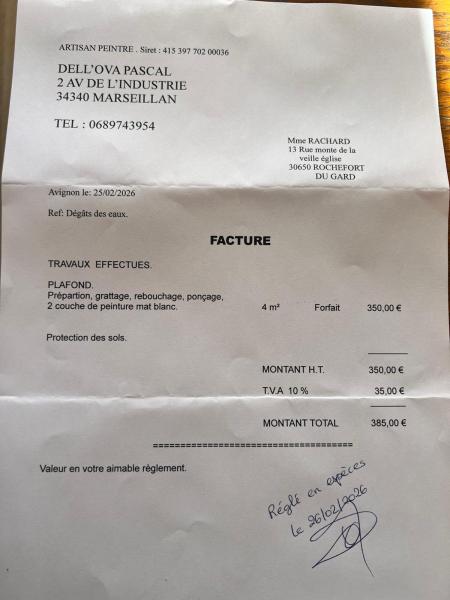 ARTISAN PEINTRE . Siret : 415 397 702 00036
DELL'OVA PASCAL
2 AV DE L'INDUSTRIE
34340 MARSEILLAN
TEL : 0689743954
Mme RACHARD
13 Rue monte de la
veille église
30650 ROCHEFORT
DU GARD
Avignon le: 25/02/2026
Ref: Dégâts des eaux.
FACTURE
TRAVAUX EFFECTUES.
PLAFOND.
Prépartion, grattage, rebouchage, ponçage,
2 couche de peinture mat blanc. 4 m² Forfait 350,00 €
Protection des sols.
MONTANT H.T. 350,00 €
T.V.A 10 % 35,00 €
MONTANT TOTAL 385,00 €
====================================
Valeur en votre aimable règlement.
Réglé en espèces
le 26/02/2026